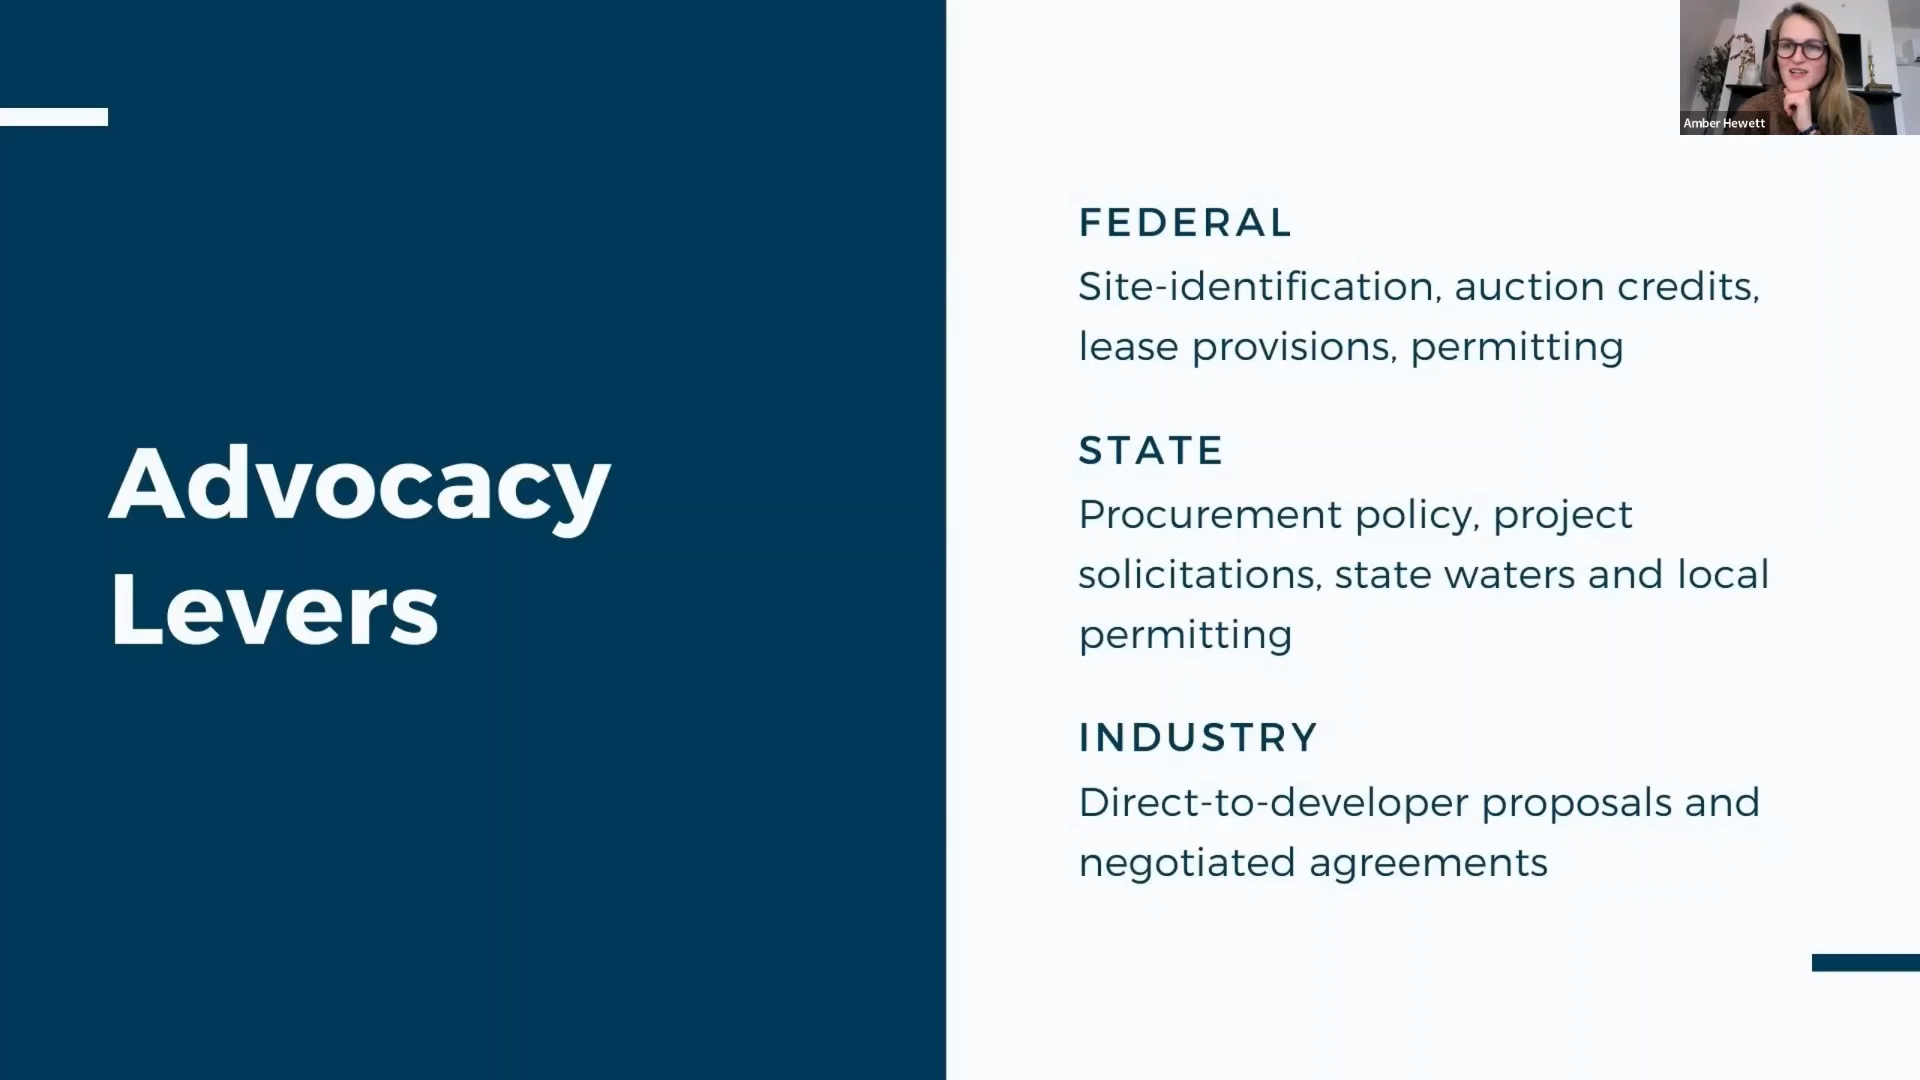 Amber Hewett
Advocacy
Levers
FEDERAL
Site-identification, auction credits,
lease provisions, permitting
STATE
Procurement policy, project
solicitations, state waters and local
permitting
INDUSTRY
Direct-to-developer proposals and
negotiated agreements